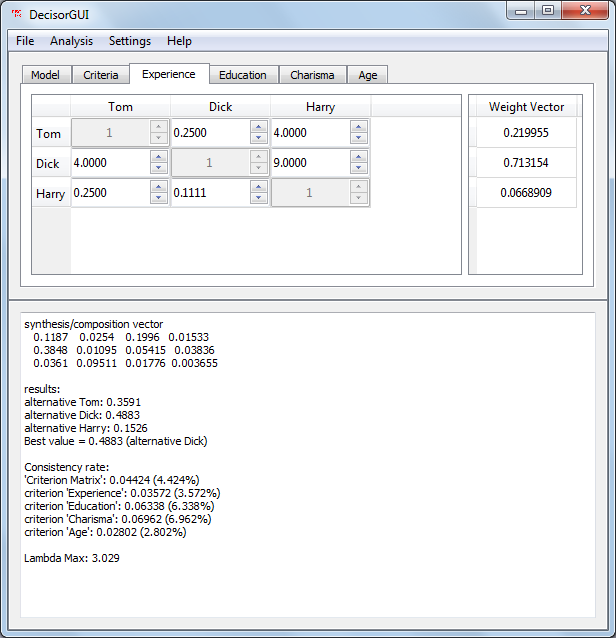 DecisorGUI
File Analysis Settings Help
Model Criteria Experience Education Charisma Age
Tom Dick Harry
Tom 1 0.2500 4.0000
Dick 4.0000 1 9.0000
Harry 0.2500 0.1111 1
Weight Vector
0.219955
0.713154
0.0668909
synthesis/composition vector
0.1187 0.0254 0.1996 0.01533
0.3848 0.01095 0.05415 0.03836
0.0361 0.09511 0.01776 0.003655
results:
alternative Tom: 0.3591
alternative Dick: 0.4883
alternative Harry: 0.1526
Best value = 0.4883 (alternative Dick)
Consistency rate:
'Criterion Matrix': 0.04424 (4.424%)
criterion 'Experience': 0.03572 (3.572%)
criterion 'Education': 0.06338 (6.338%)
criterion 'Charisma': 0.06962 (6.962%)
criterion 'Age': 0.02802 (2.802%)
Lambda Max: 3.029